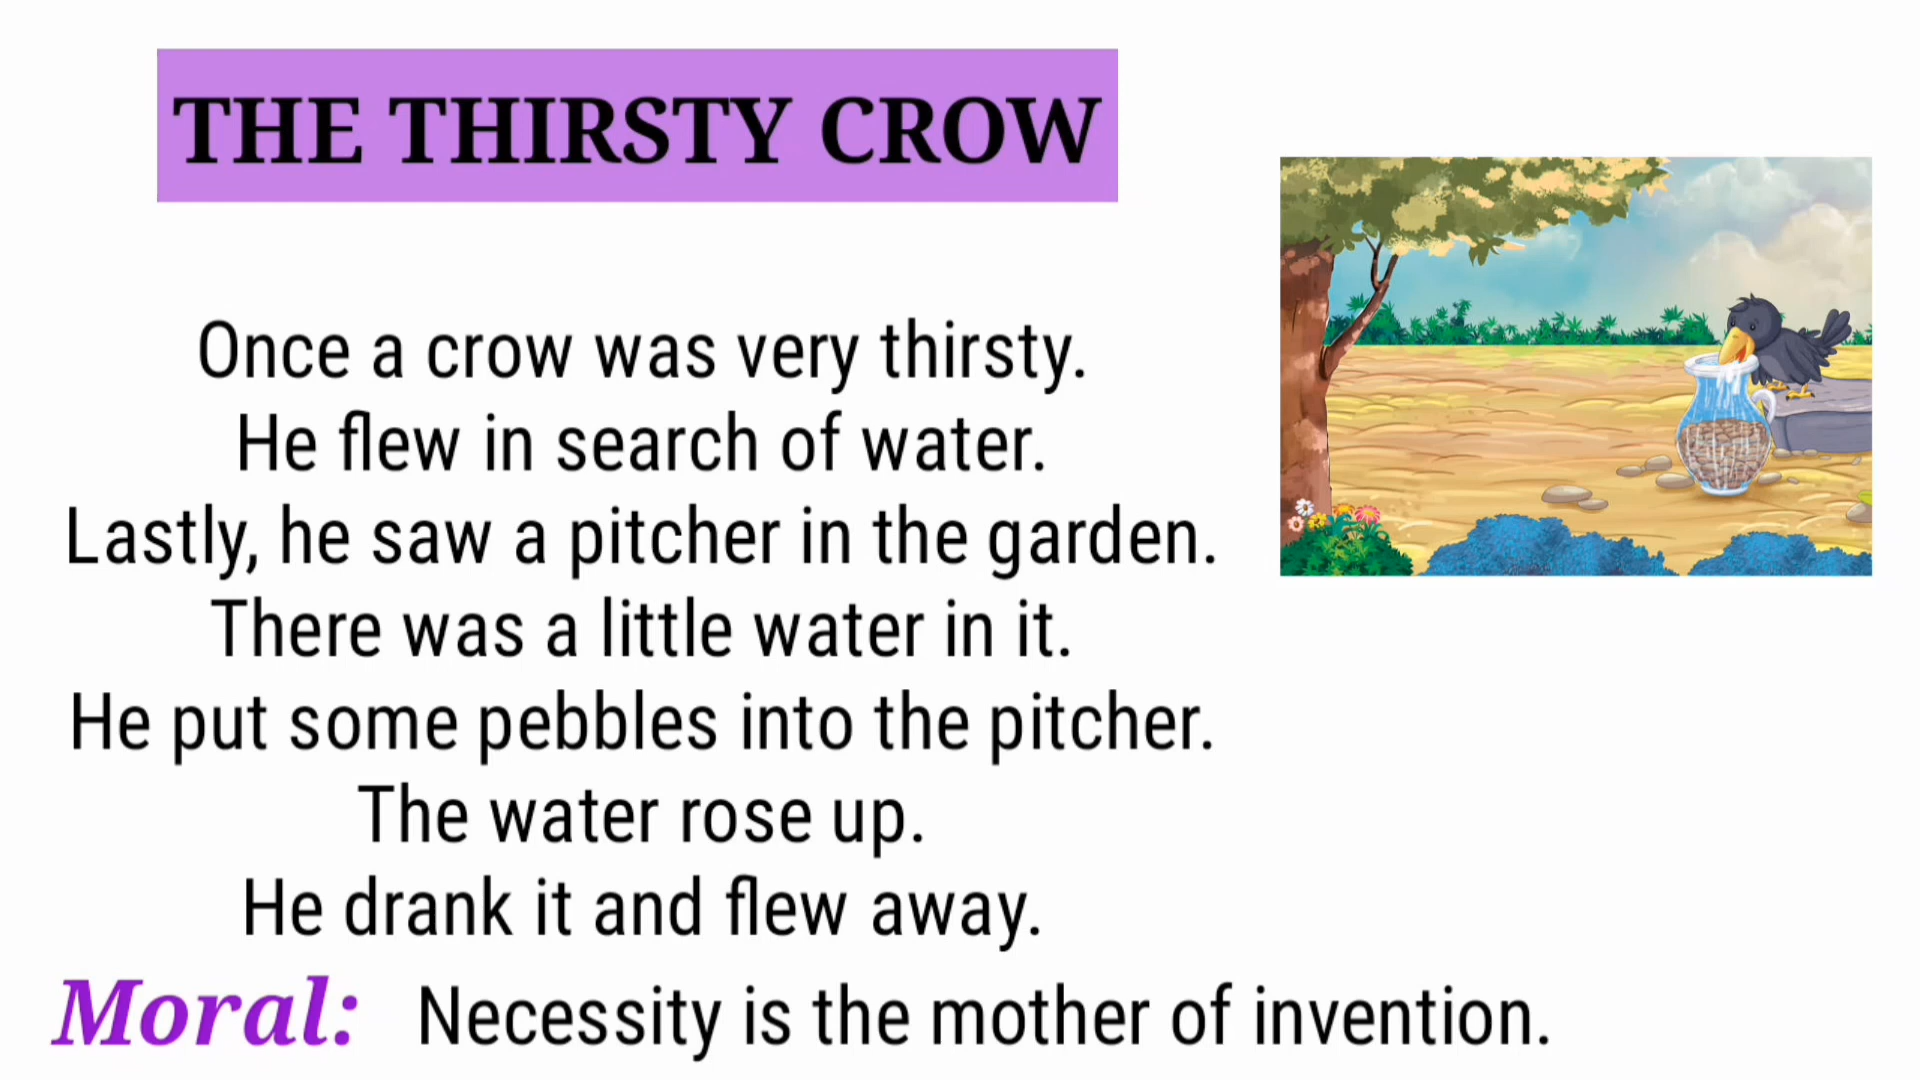 THE THIRSTY CROW
Once a crow was very thirsty.
He flew in search of water.
Lastly, he saw a pitcher in the garden.
There was a little water in it.
He put some pebbles into the pitcher.
The water rose up.
He drank it and flew away.
Moral: Necessity is the mother of invention.